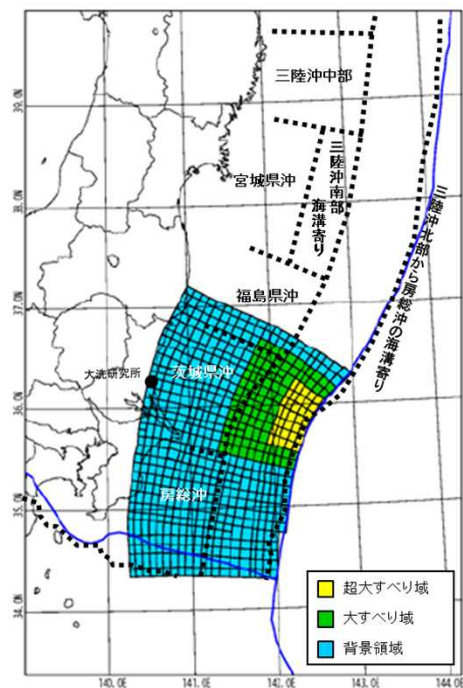 三陸沖中部
39.0N
三陸沖南部
海溝寄り
宮城県沖
38.0N
三陸沖北部から房総沖の海溝寄り
福島県沖
37.0N
大洗研究所
茨城県沖
36.0N
房総沖
35.0N
超大すべり域
大すべり域
背景領域
34.0N
140.0E
141.0E
142.0E
143.0E
144.0E